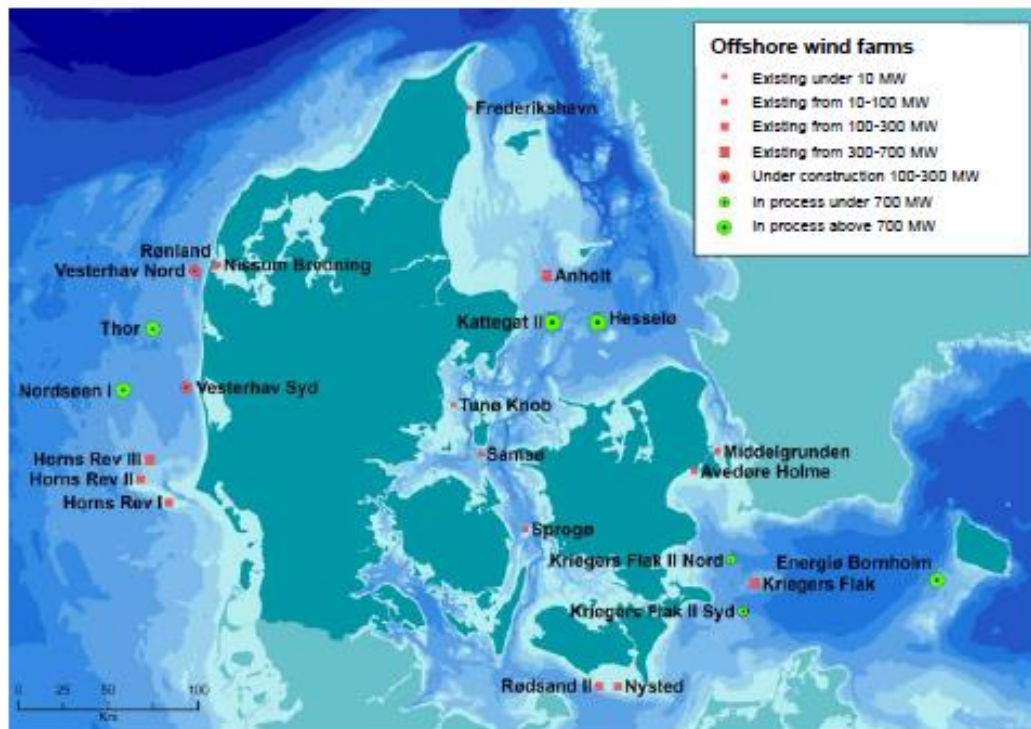 Offshore wind farms
Existing under 10 MW
Existing from 10-100 MW
Existing from 100-300 MW
Existing from 300-700 MW
Under construction 100-300 MW
In process under 700 MW
In process above 700 MW
Frederikshavn
Rønland
Vesterhav Nord
Nissum Bredning
Anholt
Thor
Kattegat II
Hesselø
Nordsøen I
Vesterhav Syd
Tunø Knob
Samsø
Middelgrunden
Avedøre Holme
Horns Rev III
Horns Rev II
Horns Rev I
Sprogø
Kriegers Flak II Nord
Energiø Bornholm
Kriegers Flak
Kriegers Flak II Syd
Rødsand II
Nysted
0 25 50 100
Km